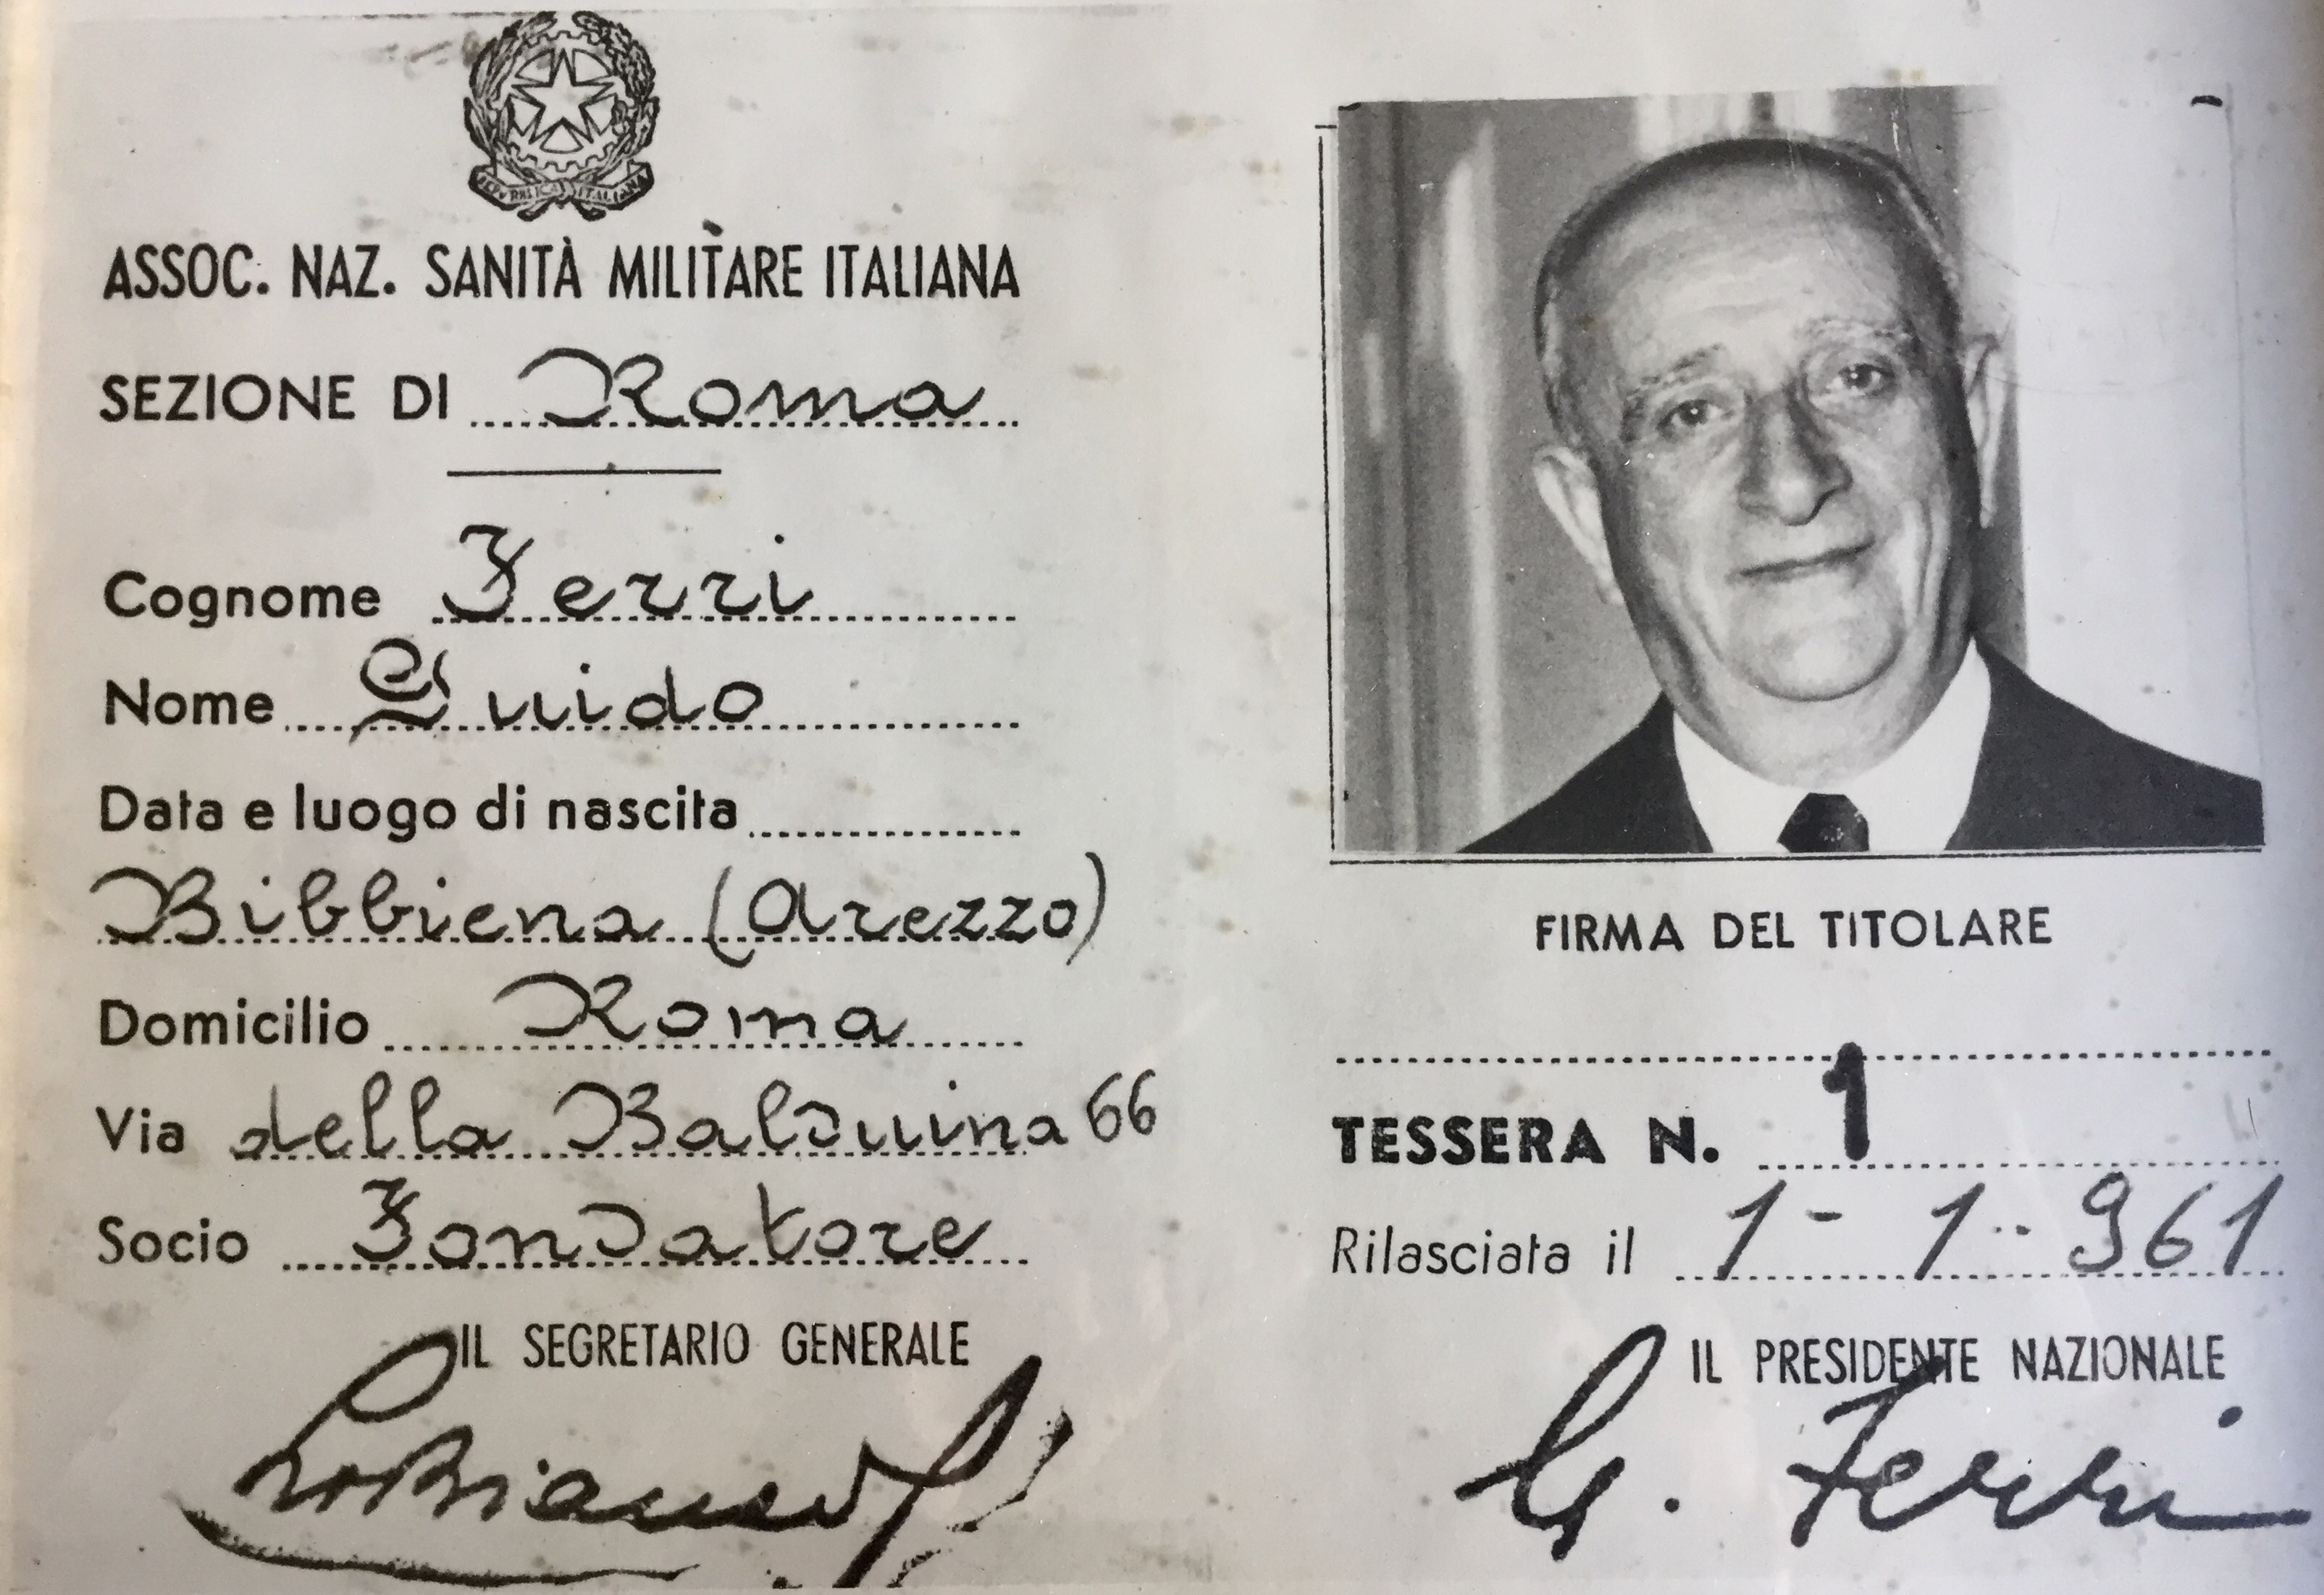 REPVBBLICA ITALIANA
ASSOC. NAZ. SANITÀ MILITARE ITALIANA
SEZIONE DI Roma
Cognome Ferri
Nome Guido
Data e luogo di nascita
Bibbiena (Arezzo)
Domicilio Roma
Via della Balduina 66
Socio Fondatore
IL SEGRETARIO GENERALE
FIRMA DEL TITOLARE
TESSERA N. 1
Rilasciata il 1-1-961
IL PRESIDENTE NAZIONALE
G. Ferri